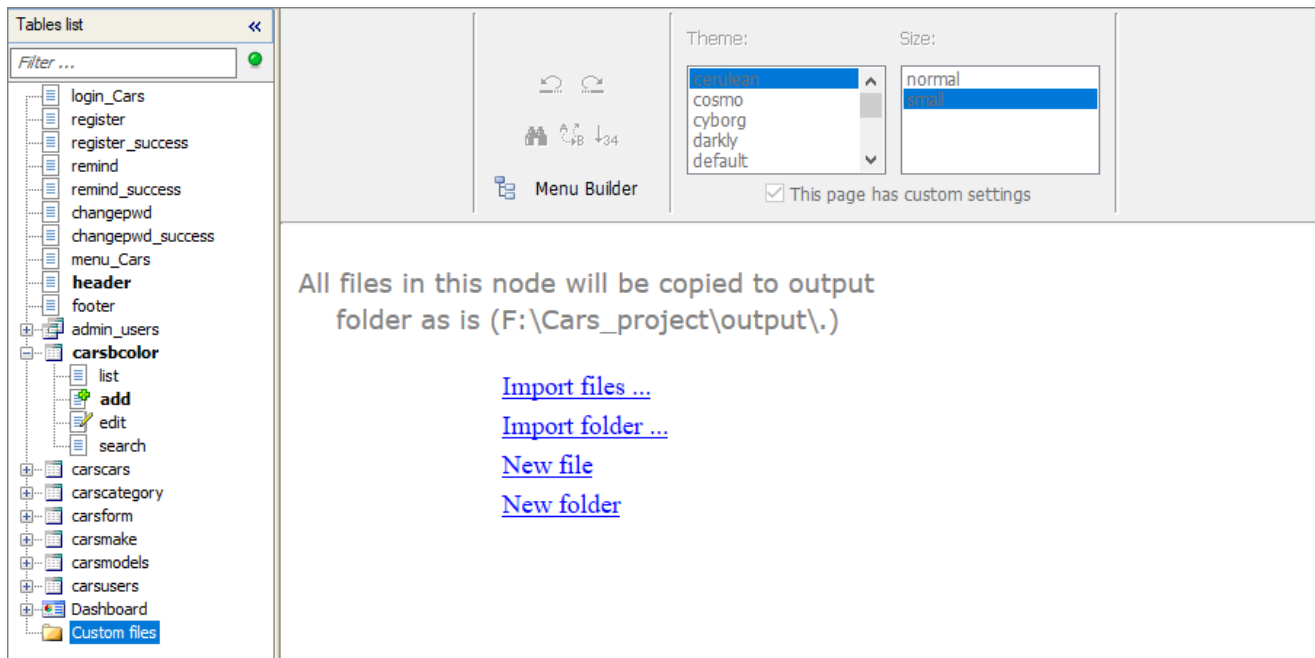 Tables list
Filter ...
login_Cars
register
register_success
remind
remind_success
changepwd
changepwd_success
menu_Cars
header
footer
admin_users
carsbcolor
list
add
edit
search
carscars
carscategory
carsform
carsmake
carsmodels
carsusers
Dashboard
Custom files
Menu Builder
Theme:
cerulean
cosmo
cyborg
darkly
default
Size:
normal
small
This page has custom settings
All files in this node will be copied to output
folder as is (F:\Cars_project\output\.)
Import files ...
Import folder ...
New file
New folder